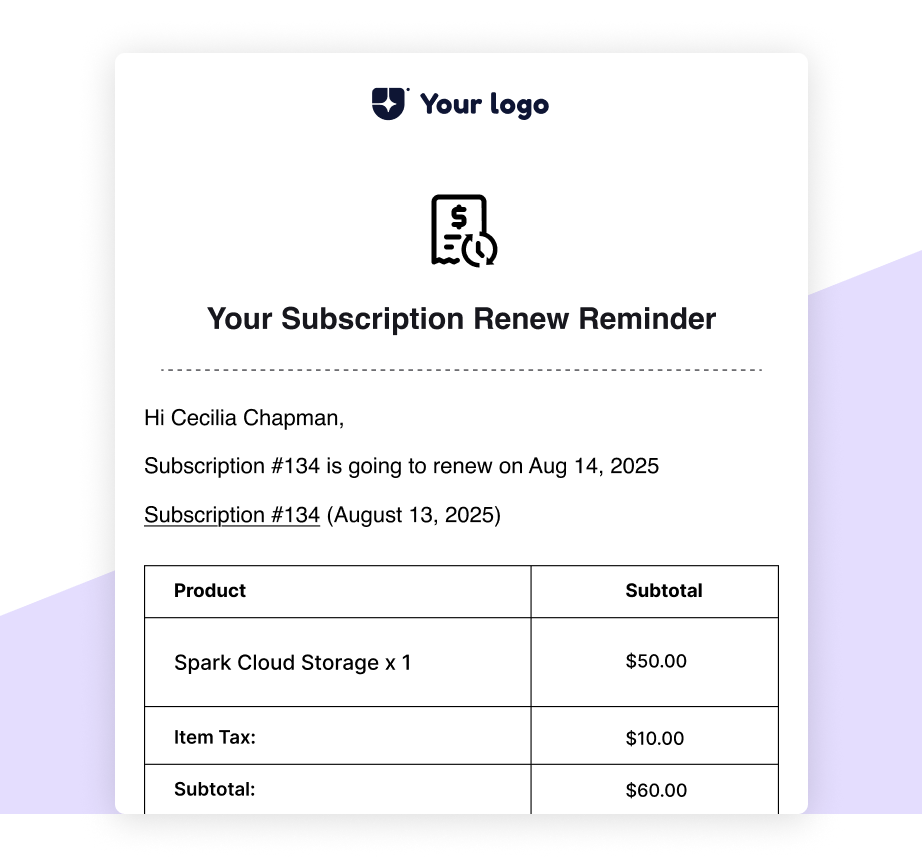 Your logo
$
Your Subscription Renew Reminder
Hi Cecilia Chapman,
Subscription #134 is going to renew on Aug 14, 2025
Subscription #134 (August 13, 2025)
Product Subtotal
Spark Cloud Storage x 1 $50.00
Item Tax: $10.00
Subtotal: $60.00